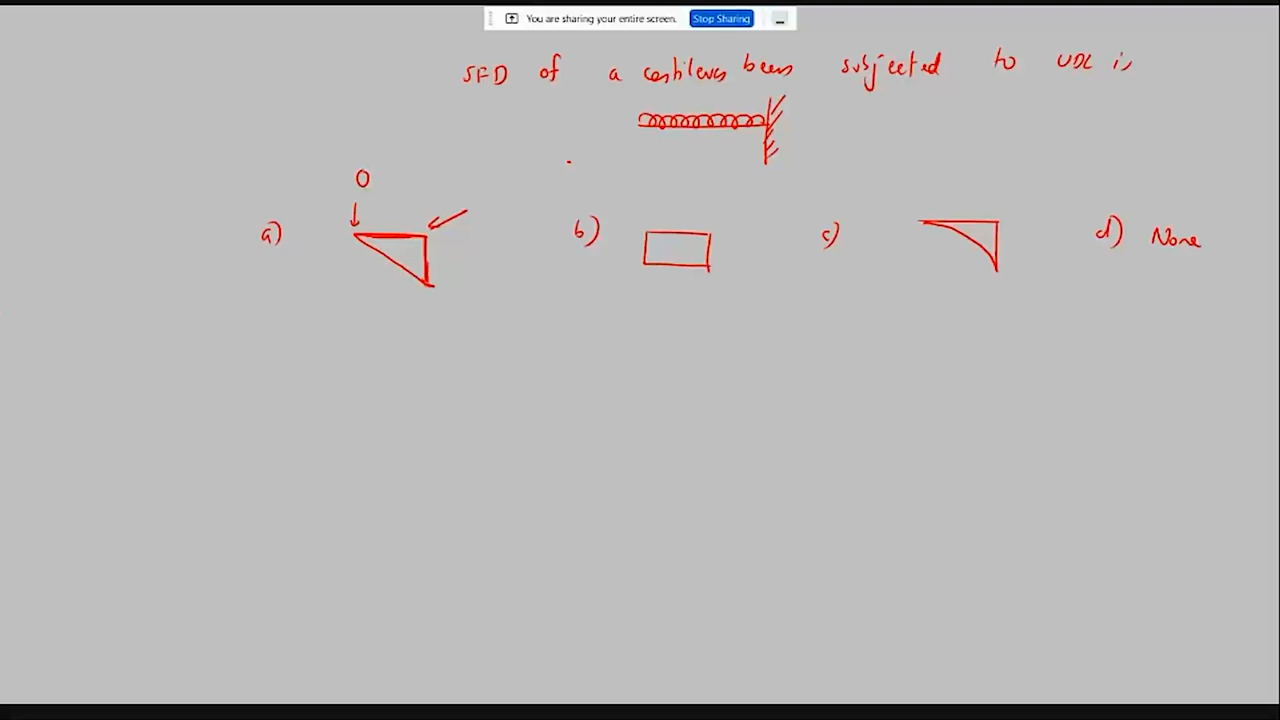 You are sharing your entire screen. Stop Sharing
SFD of a cantilever beam subjected to UDL is
0
a) b) c) d) None